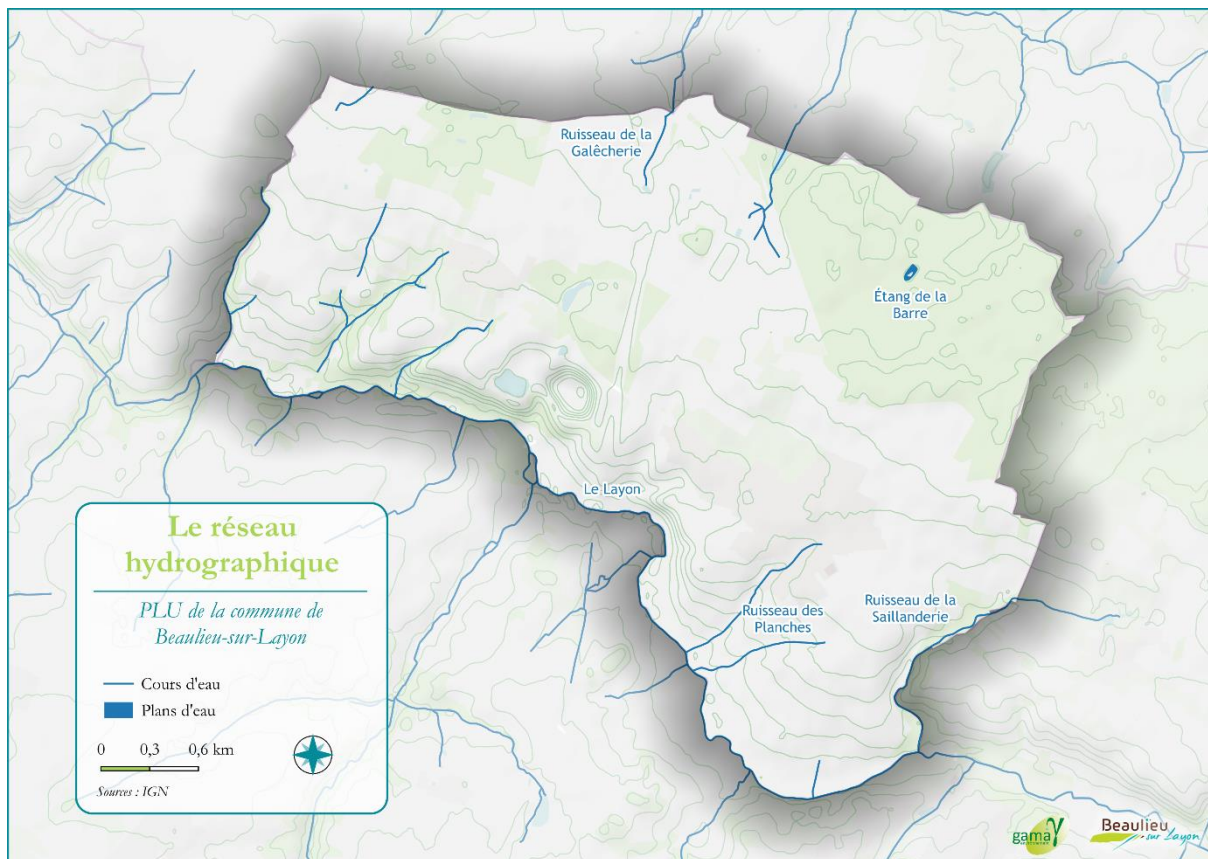 Ruisseau de la
Galêcherie
Étang de la
Barre
Le Layon
Ruisseau des
Planches
Ruisseau de la
Saillanderie
Le réseau
hydrographique
PLU de la commune de
Beaulieu-sur-Layon
Cours d'eau
Plans d'eau
0 0,3 0,6 km
Sources : IGN
gama
Beaulieu
sur Layon